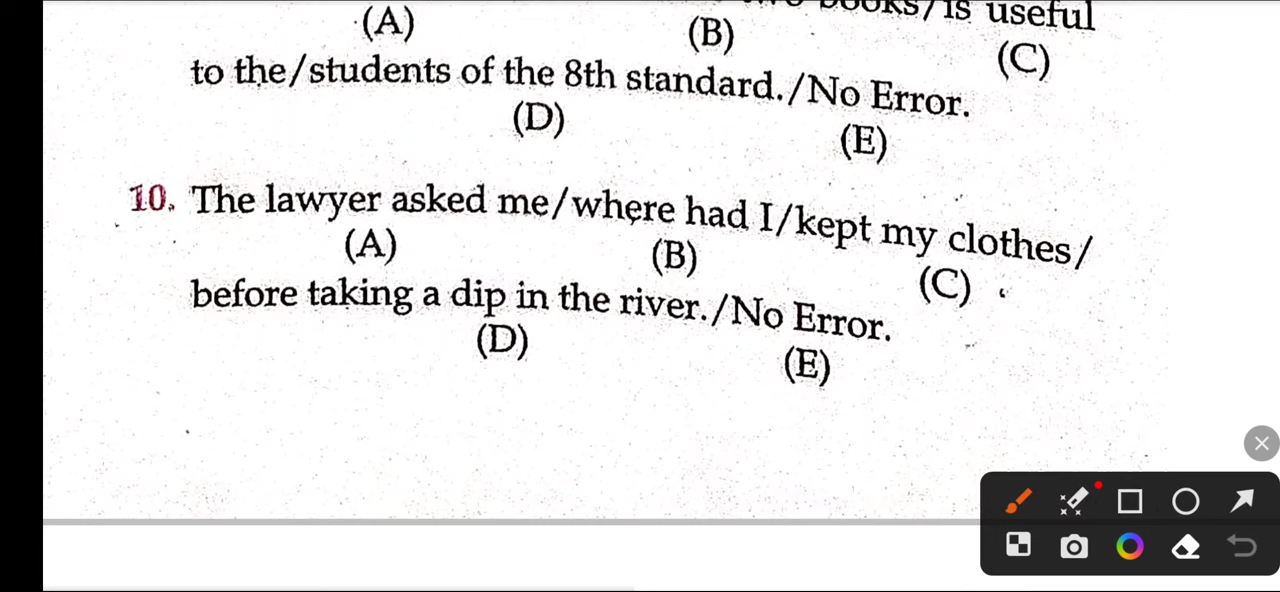 books/is useful
(A) (B) (C)
to the/students of the 8th standard./No Error.
(D) (E)
10. The lawyer asked me/where had I/kept my clothes/
(A) (B) (C)
before taking a dip in the river./No Error.
(D) (E)